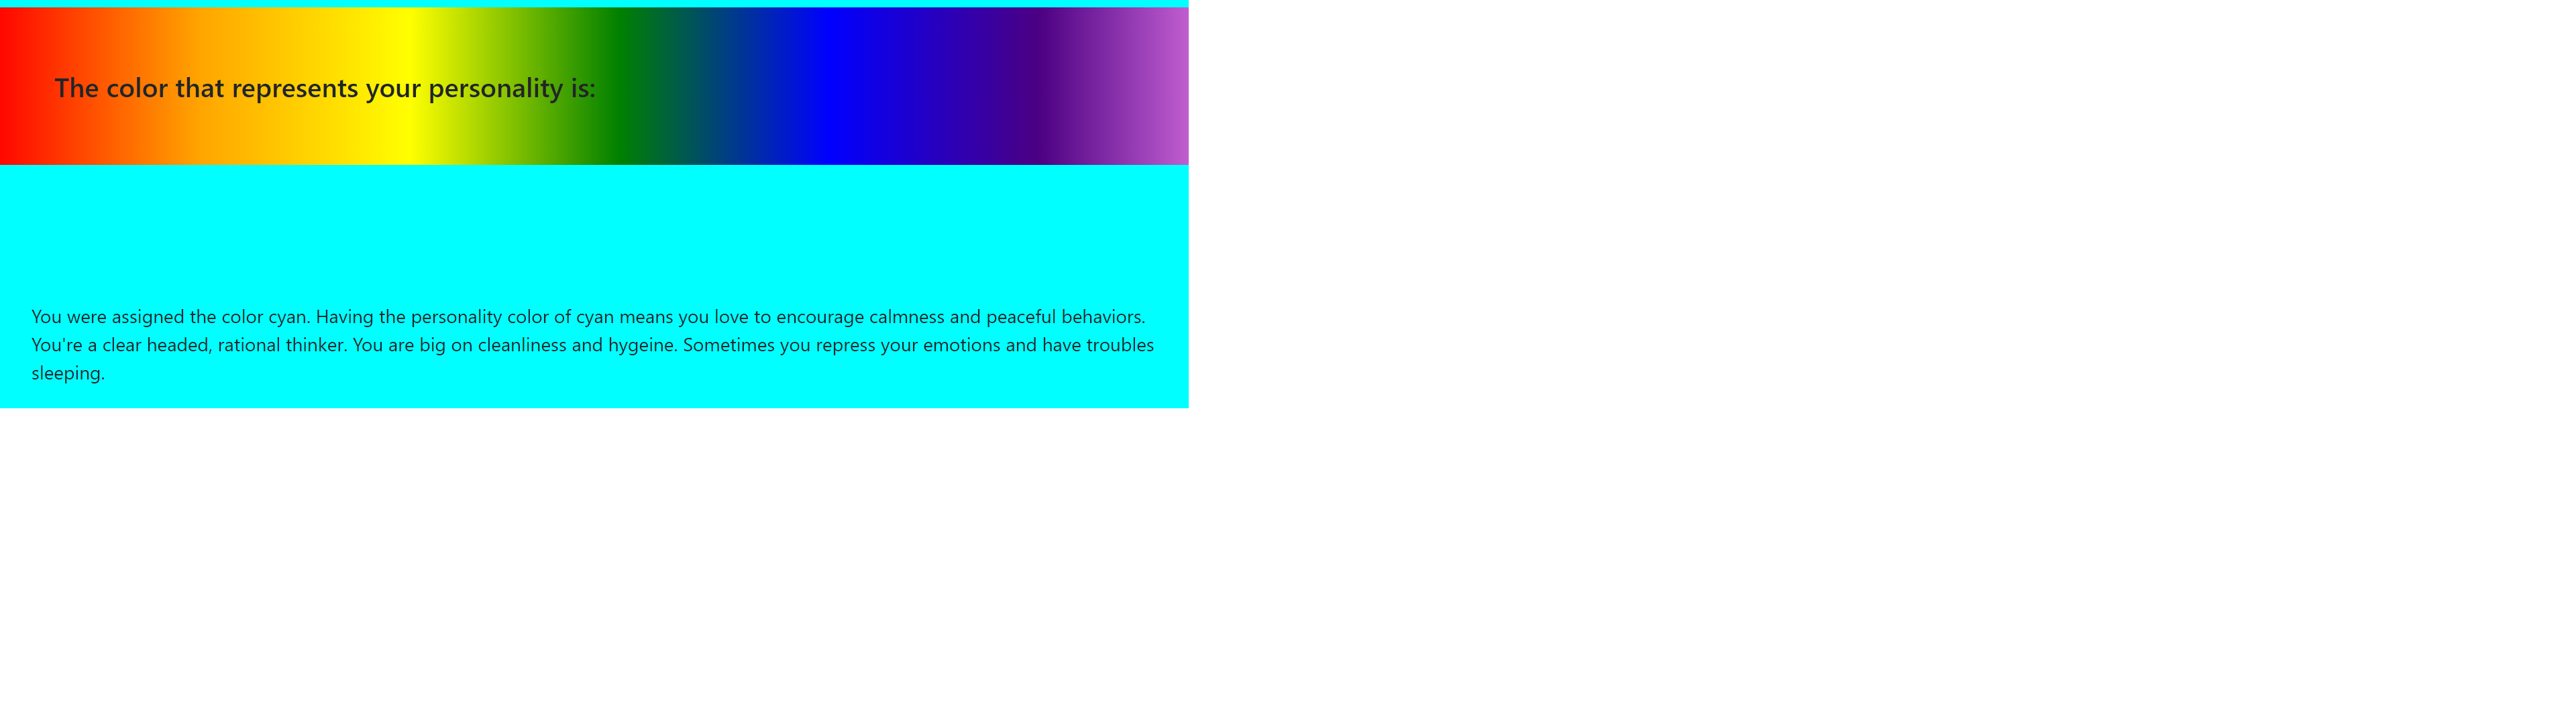 The color that represents your personality is:
You were assigned the color cyan. Having the personality color of cyan means you love to encourage calmness and peaceful behaviors.
You're a clear headed, rational thinker. You are big on cleanliness and hygeine. Sometimes you repress your emotions and have troubles
sleeping.